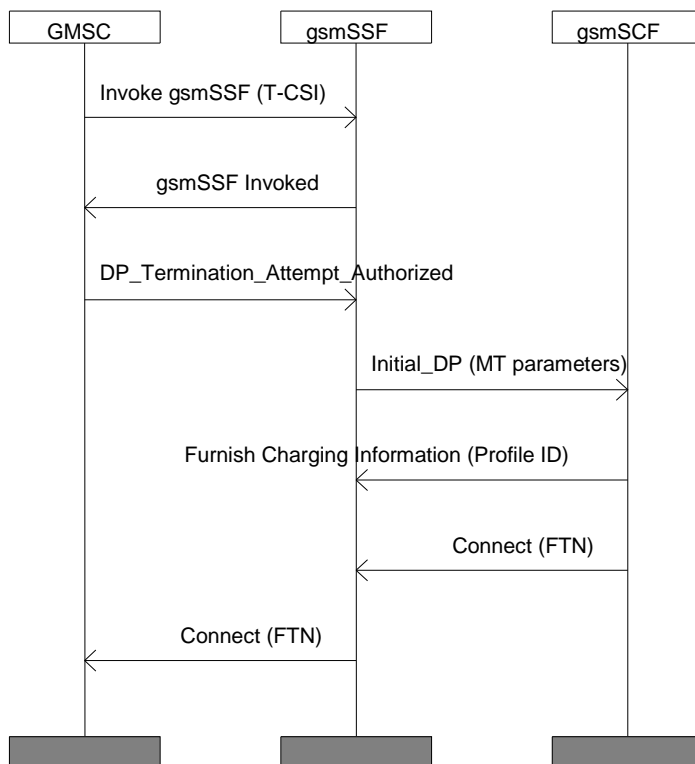 GMSC
gsmSSF
gsmSCF
Invoke gsmSSF (T-CSI)
gsmSSF Invoked
DP_Termination_Attempt_Authorized
Initial_DP (MT parameters)
Furnish Charging Information (Profile ID)
Connect (FTN)
Connect (FTN)